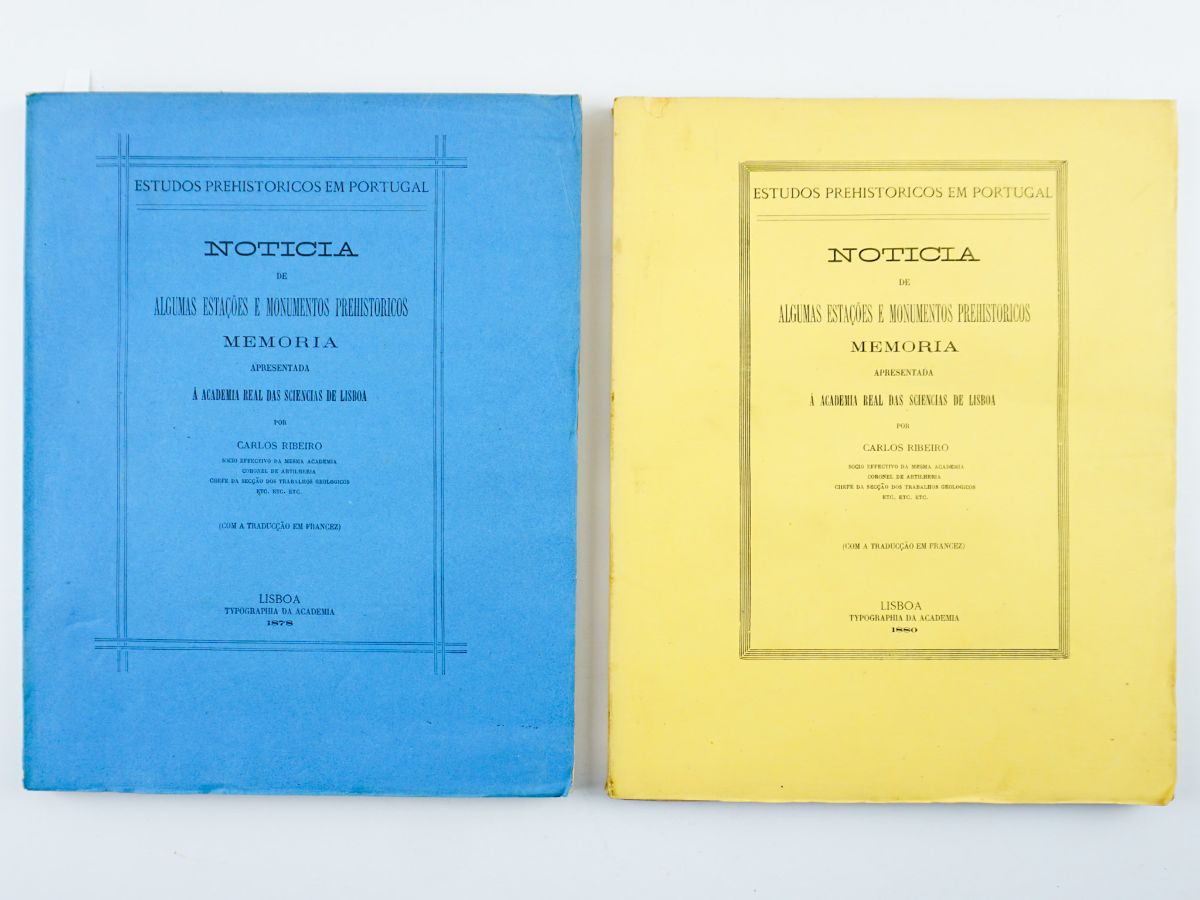 ESTUDOS PREHISTORICOS EM PORTUGAL
NOTICIA
DE
ALGUMAS ESTAÇÕES E MONUMENTOS PREHISTORICOS
MEMORIA
APRESENTADA
Á ACADEMIA REAL DAS SCIENCIAS DE LISBOA
POR
CARLOS RIBEIRO
SOCIO EFFECTIVO DA MESMA ACADEMIA
CORONEL DE ARTILHERIA
CHEFE DA SECÇÃO DOS TRABALHOS GEOLOGICOS
ETC. ETC. ETC.
(COM A TRADUCÇÃO EM FRANCEZ)
LISBOA
TYPOGRAPHIA DA ACADEMIA
1878
ESTUDOS PREHISTORICOS EM PORTUGAL
NOTICIA
DE
ALGUMAS ESTAÇÕES E MONUMENTOS PREHISTORICOS
MEMORIA
APRESENTADA
Á ACADEMIA REAL DAS SCIENCIAS DE LISBOA
POR
CARLOS RIBEIRO
SOCIO EFFECTIVO DA MESMA ACADEMIA
CORONEL DE ARTILHERIA
CHEFE DA SECÇÃO DOS TRABALHOS GEOLOGICOS
ETC. ETC. ETC.
(COM A TRADUCÇÃO EM FRANCEZ)
LISBOA
TYPOGRAPHIA DA ACADEMIA
1880